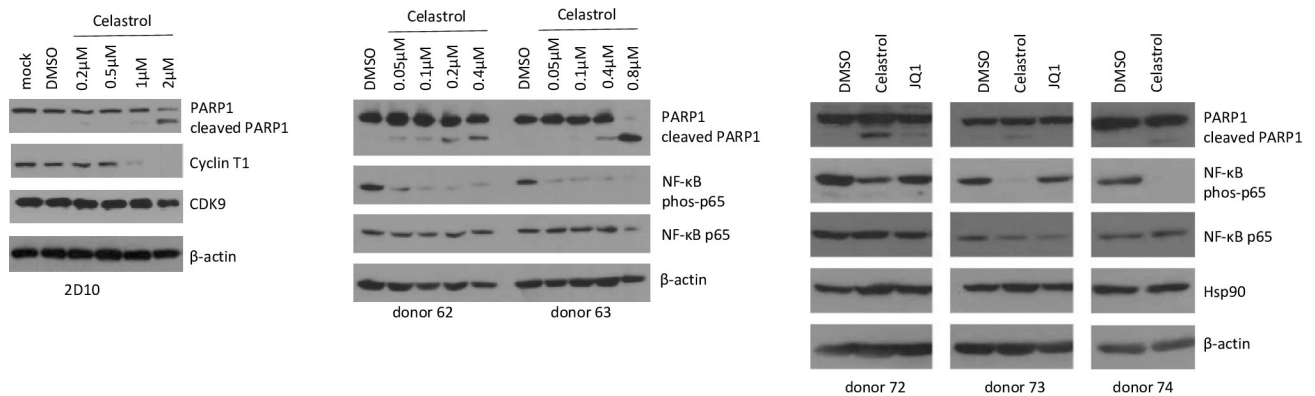 Celastrol
mock
DMSO
0.2µM
0.5µM
1µM
2µM
PARP1
cleaved PARP1
Cyclin T1
CDK9
β-actin
2D10
Celastrol
Celastrol
DMSO
0.05µM
0.1µM
0.2µM
0.4µM
DMSO
0.05µM
0.1µM
0.4µM
0.8µM
PARP1
cleaved PARP1
NF-κB
phos-p65
NF-κB p65
β-actin
donor 62
donor 63
DMSO
Celastrol
JQ1
DMSO
Celastrol
JQ1
DMSO
Celastrol
PARP1
cleaved PARP1
NF-κB
phos-p65
NF-κB p65
Hsp90
β-actin
donor 72
donor 73
donor 74